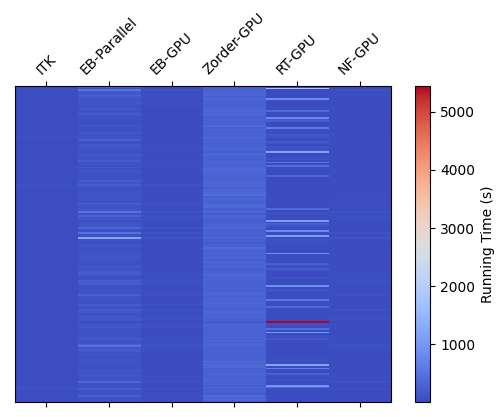 ITK
EB-Parallel
EB-GPU
Zorder-GPU
RT-GPU
NF-GPU
5000
4000
3000
2000
1000
Running Time (s)